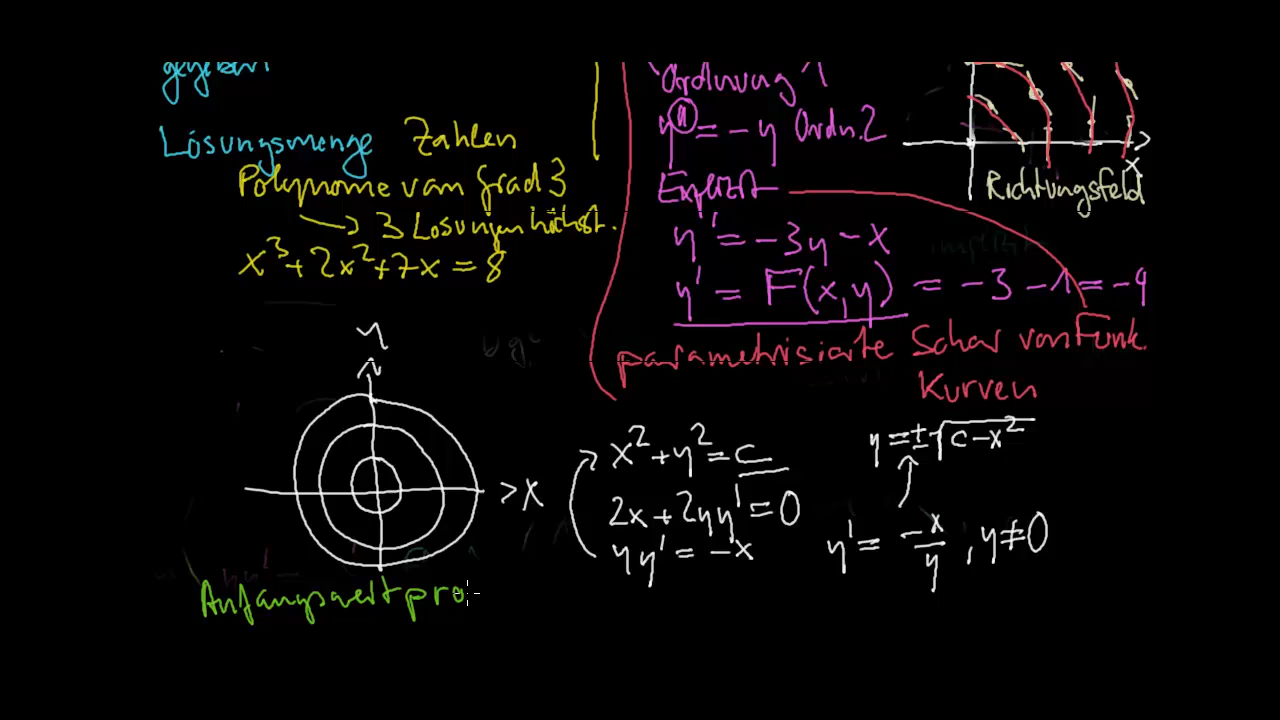 gegeben
Lösungsmenge Zahlen
Polynome vom Grad 3
→ 3 Lösungen höchst.
x³+2x²+7x=8
Ordnung 1
= -y Ordn. 2
Explizit
y' = -3y - x
y' = F(x,y) = -3 - 1 = -4
x
Richtungsfeld
parametrisierte Schar von Funk.
Kurven
y
x
x²+y²=c
2x+2yy'=0
yy'=-x
y=±√c-x²
y'= -x/y , y≠0
Anfangswertpro